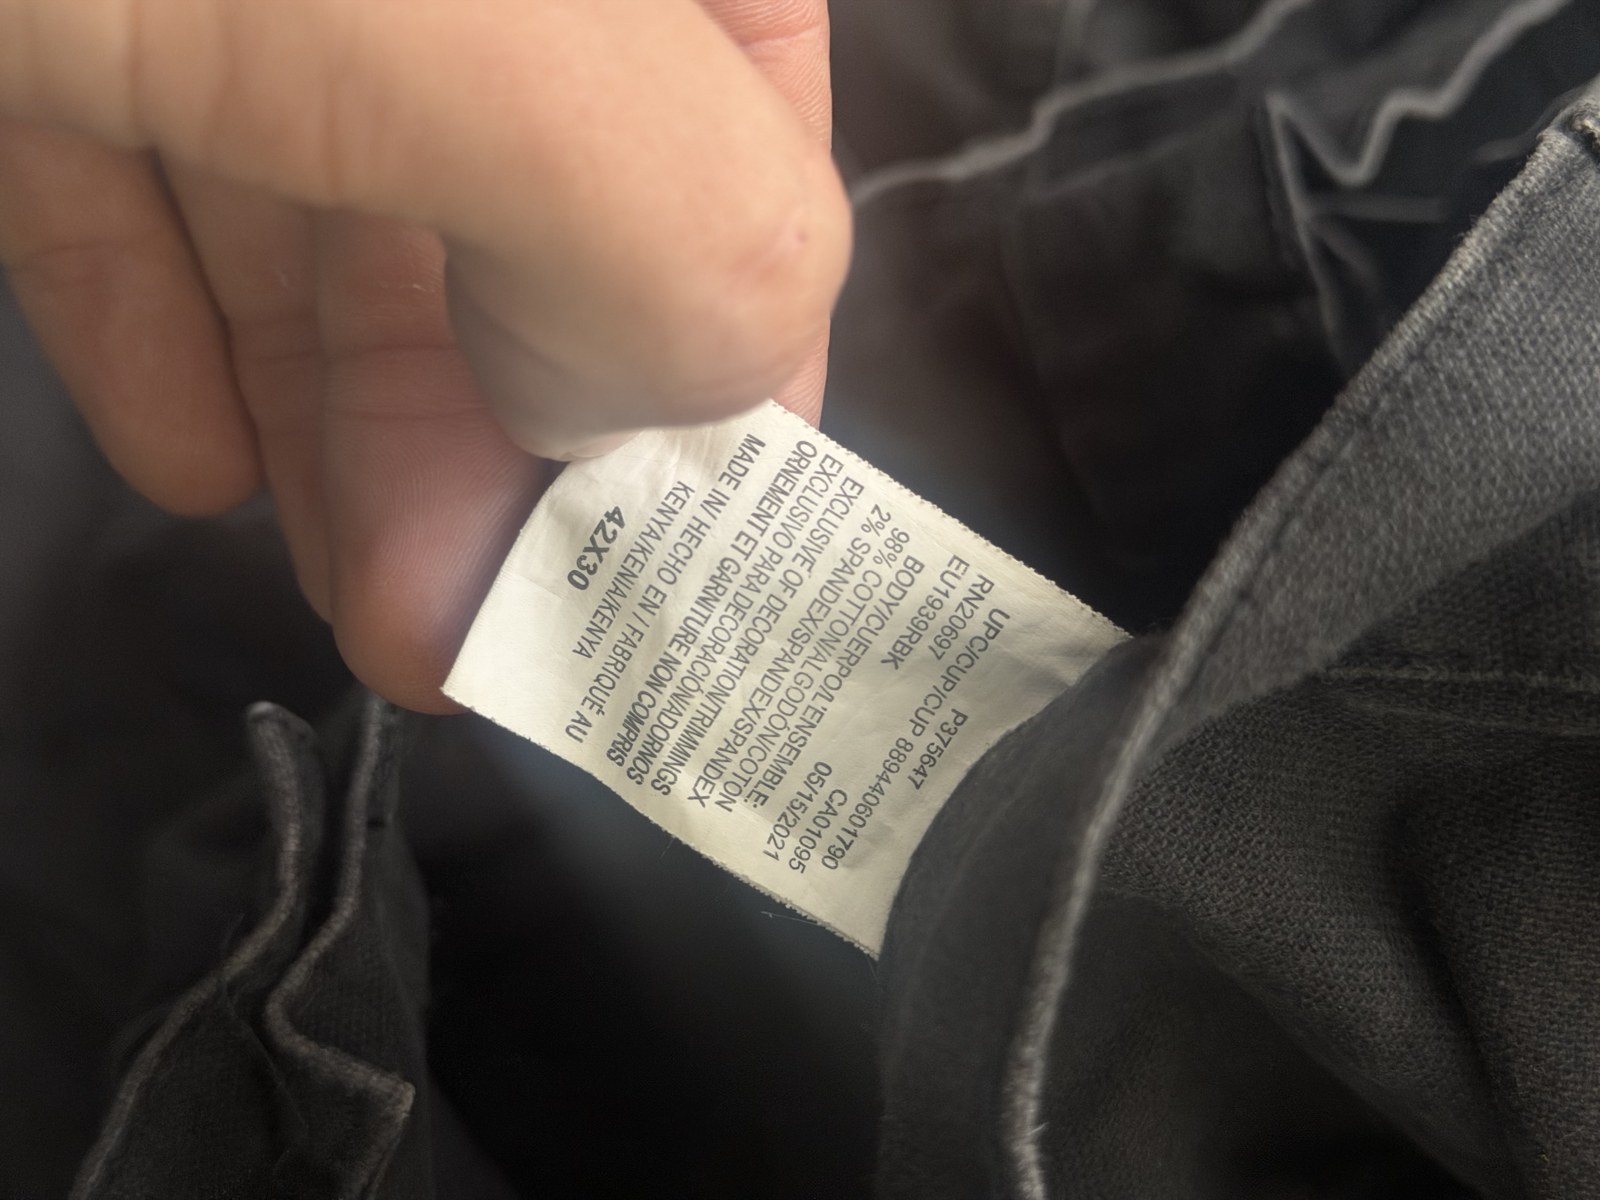 UPC/CUP/CUP 889440601790
RN20697 P375647 CA01095
EU1939RBK 05/15/2021
BODY/CUERPO/L'ENSEMBLE:
98% COTTON/ALGODÓN/COTON
2% SPANDEX/SPANDEX/SPANDEX
EXCLUSIVE OF DECORATION/TRIMMINGS
EXCLUSIVO PARA DECORACIÓN/ADORNOS
ORNEMENT ET GARNITURE NON COMPRIS
MADE IN/ HECHO EN / FABRIQUÉ AU
KENYA/KENIA/KENYA
42X30